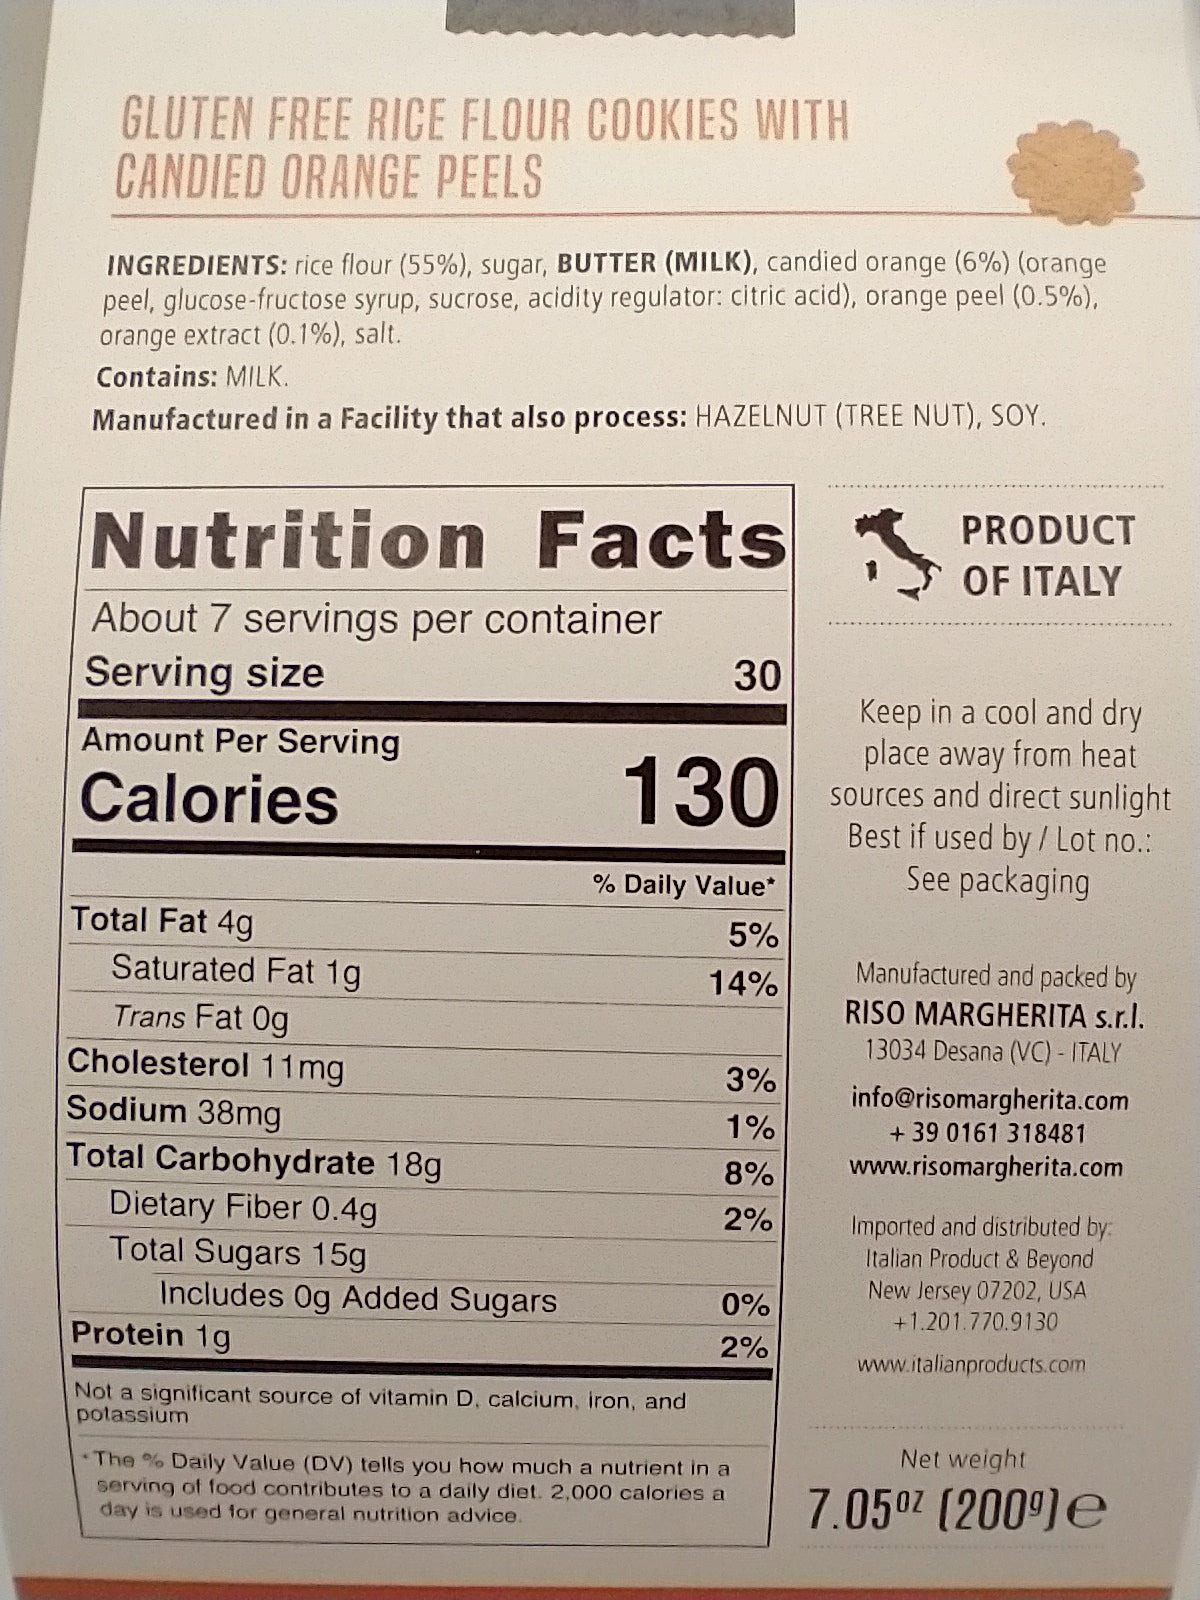 GLUTEN FREE RICE FLOUR COOKIES WITH
CANDIED ORANGE PEELS
INGREDIENTS: rice flour (55%), sugar, BUTTER (MILK), candied orange (6%) (orange
peel, glucose-fructose syrup, sucrose, acidity regulator: citric acid), orange peel (0.5%),
orange extract (0.1%), salt.
Contains: MILK.
Manufactured in a Facility that also process: HAZELNUT (TREE NUT), SOY.
Nutrition Facts
About 7 servings per container
Serving size 30
Amount Per Serving
Calories 130
% Daily Value*
Total Fat 4g 5%
Saturated Fat 1g 14%
Trans Fat 0g
Cholesterol 11mg 3%
Sodium 38mg 1%
Total Carbohydrate 18g 8%
Dietary Fiber 0.4g 2%
Total Sugars 15g
Includes 0g Added Sugars 0%
Protein 1g 2%
Not a significant source of vitamin D, calcium, iron, and
potassium
*The % Daily Value (DV) tells you how much a nutrient in a
serving of food contributes to a daily diet. 2,000 calories a
day is used for general nutrition advice.
PRODUCT
OF ITALY
Keep in a cool and dry
place away from heat
sources and direct sunlight
Best if used by / Lot no.:
See packaging
Manufactured and packed by
RISO MARGHERITA s.r.l.
13034 Desana (VC) - ITALY
info@risomargherita.com
+ 39 0161 318481
www.risomargherita.com
Imported and distributed by:
Italian Product & Beyond
New Jersey 07202, USA
+1.201.770.9130
www.italianproducts.com
Net weight
7.05oz (200g)℮